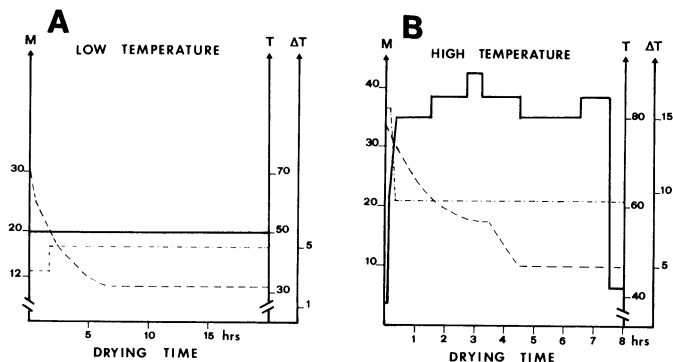 A
M LOW TEMPERATURE T ΔT
30
20
12
70
50
30
5
1
5 10 15 hrs
DRYING TIME
B
M HIGH TEMPERATURE T ΔT
40
30
20
10
80
60
40
15
10
5
1 2 3 4 5 6 7 8 hrs
DRYING TIME